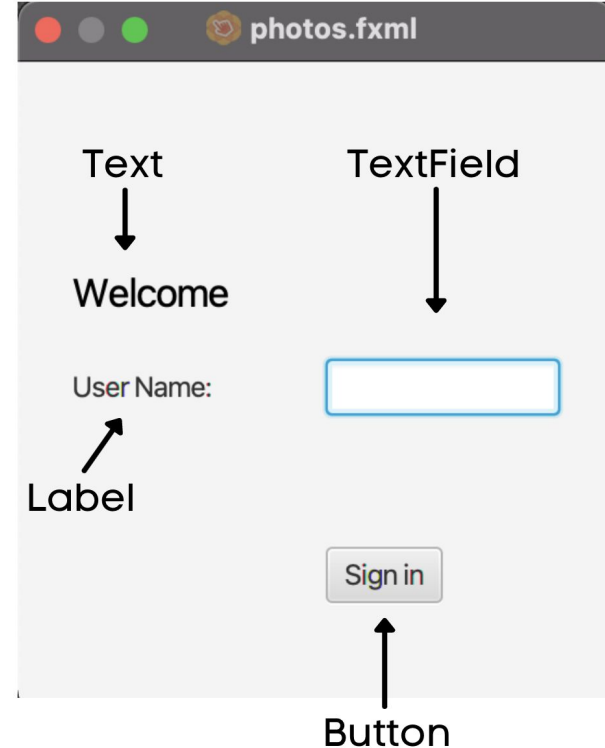 photos.fxml
Text TextField
Welcome
User Name:
Label
Sign in
Button